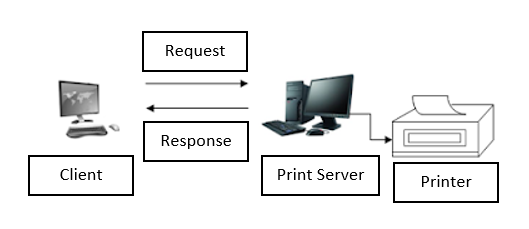 Request
Response
Client
Print Server
Printer